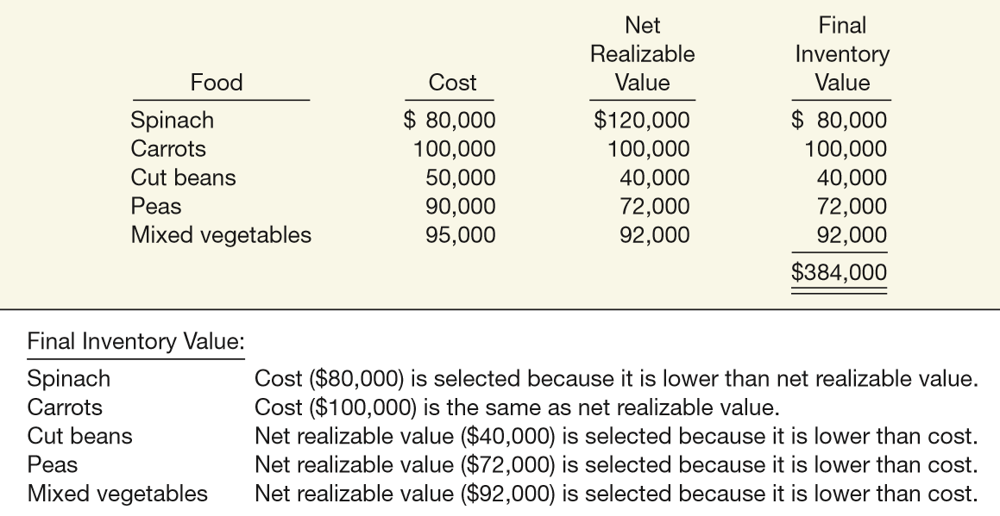 Net Final
Realizable Inventory
Food Cost Value Value
Spinach $ 80,000 $120,000 $ 80,000
Carrots 100,000 100,000 100,000
Cut beans 50,000 40,000 40,000
Peas 90,000 72,000 72,000
Mixed vegetables 95,000 92,000 92,000
$384,000
Final Inventory Value:
Spinach Cost ($80,000) is selected because it is lower than net realizable value.
Carrots Cost ($100,000) is the same as net realizable value.
Cut beans Net realizable value ($40,000) is selected because it is lower than cost.
Peas Net realizable value ($72,000) is selected because it is lower than cost.
Mixed vegetables Net realizable value ($92,000) is selected because it is lower than cost.